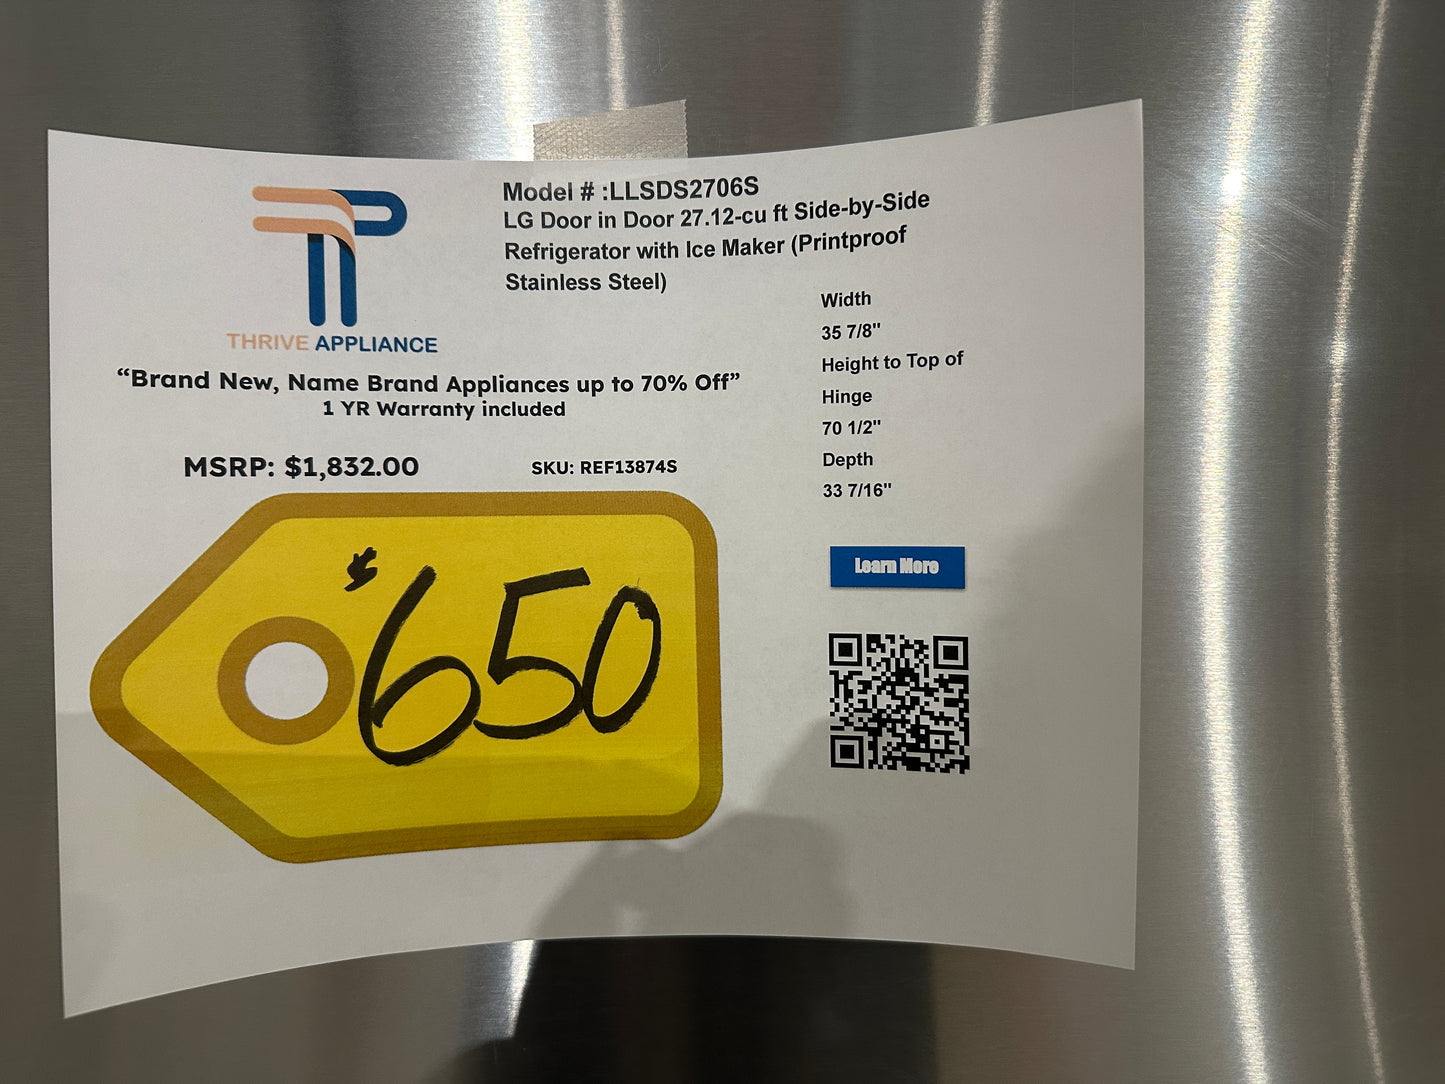 Model # :LLSDS2706S
LG Door in Door 27.12-cu ft Side-by-Side
Refrigerator with Ice Maker (Printproof
Stainless Steel)
THRIVE APPLIANCE
“Brand New, Name Brand Appliances up to 70% Off”
1 YR Warranty included
MSRP: $1,832.00
SKU: REF13874S
$650
Width
35 7/8"
Height to Top of
Hinge
70 1/2"
Depth
33 7/16"
Learn More